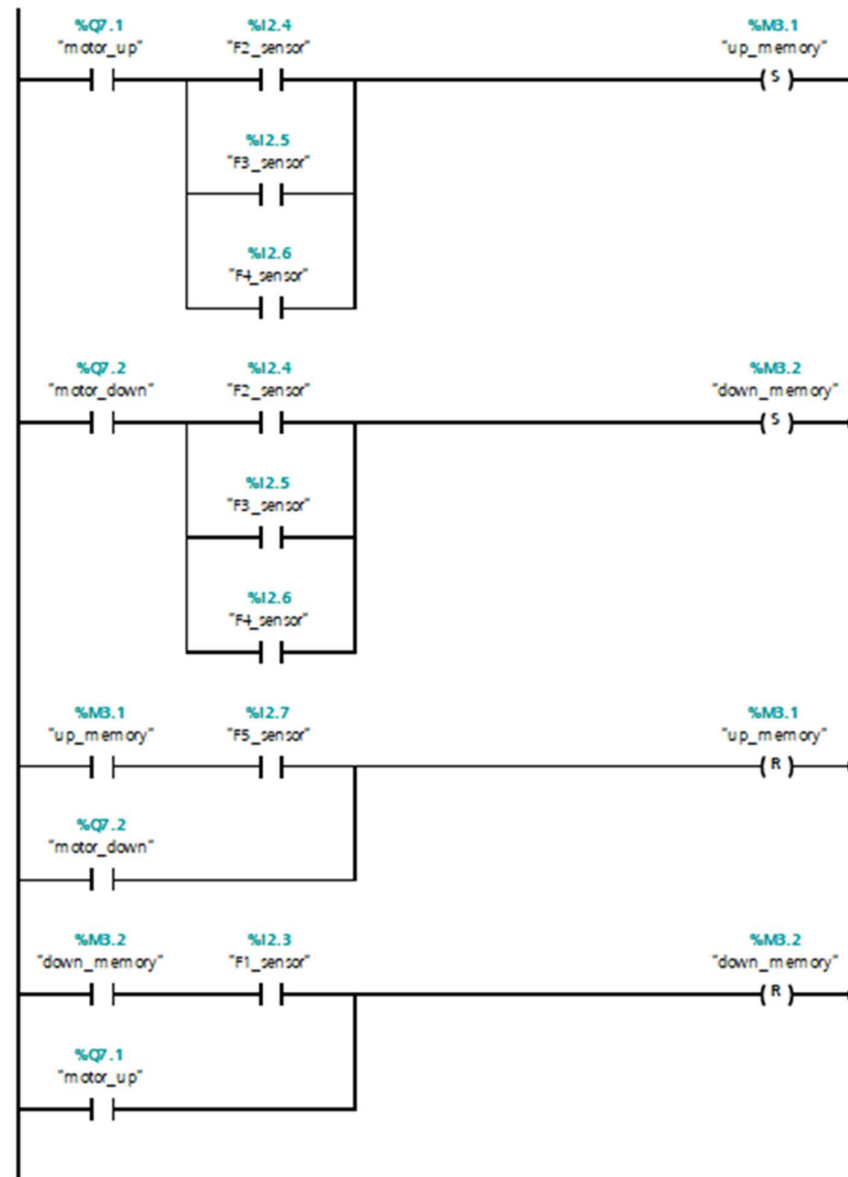 %Q7.1 %I2.4 %M3.1
"motor_up" "F2_sensor" "up_memory"
S
%I2.5
"F3_sensor"
%I2.6
"F4_sensor"
%Q7.2 %I2.4 %M3.2
"motor_down" "F2_sensor" "down_memory"
S
%I2.5
"F3_sensor"
%I2.6
"F4_sensor"
%M3.1 %I2.7 %M3.1
"up_memory" "F5_sensor" "up_memory"
R
%Q7.2
"motor_down"
%M3.2 %I2.3 %M3.2
"down_memory" "F1_sensor" "down_memory"
R
%Q7.1
"motor_up"